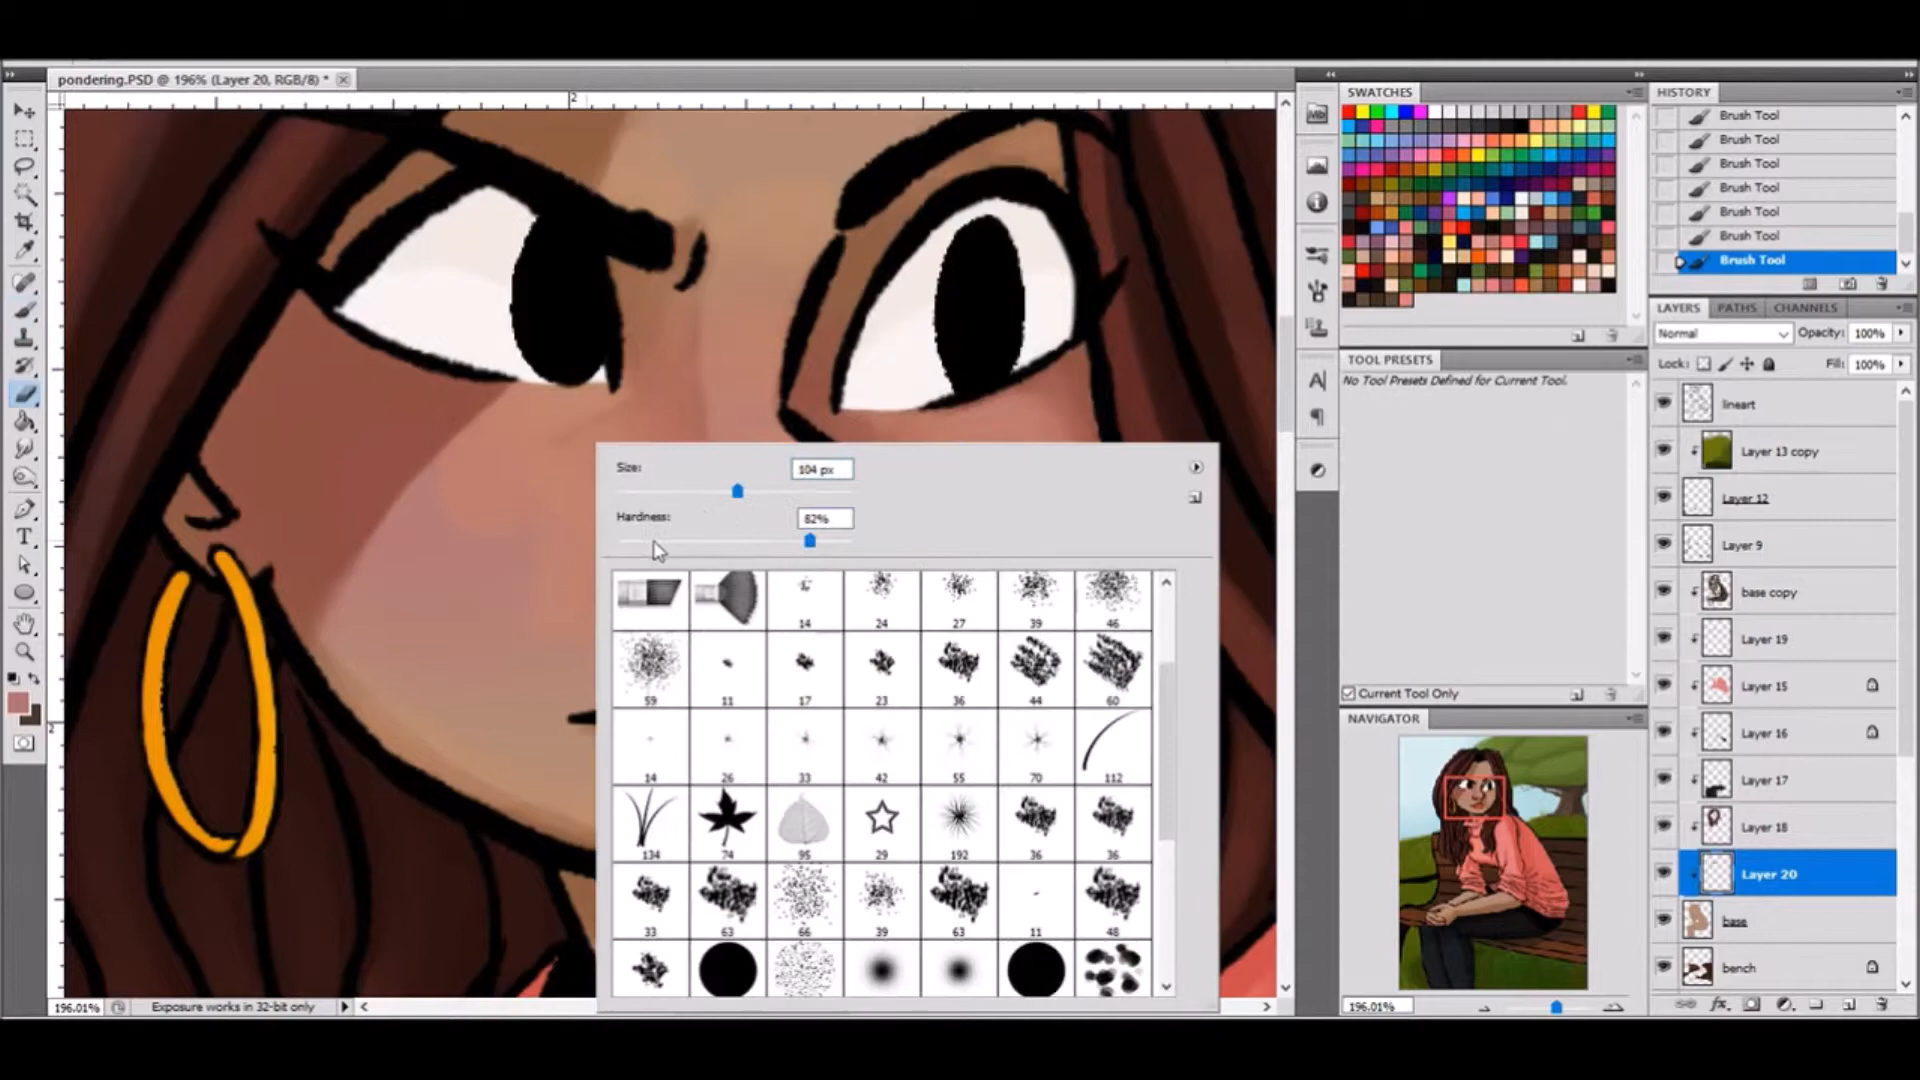 pondering.PSD @ 196% (Layer 20, RGB/8) *
2
2
Size:
104 px
Hardness:
82%
14
24
27
39
46
59
11
17
23
36
44
60
14
26
33
42
55
70
112
134
74
95
29
192
36
36
33
63
66
39
63
11
48
196.01%
Exposure works in 32-bit only
SWATCHES
TOOL PRESETS
No Tool Presets Defined for Current Tool.
Current Tool Only
NAVIGATOR
196.01%
HISTORY
Brush Tool
Brush Tool
Brush Tool
Brush Tool
Brush Tool
Brush Tool
Brush Tool
LAYERS
PATHS
CHANNELS
Normal
Opacity: 100%
Lock:
Fill: 100%
lineart
Layer 13 copy
Layer 12
Layer 9
base copy
Layer 19
Layer 15
Layer 16
Layer 17
Layer 18
Layer 20
base
bench